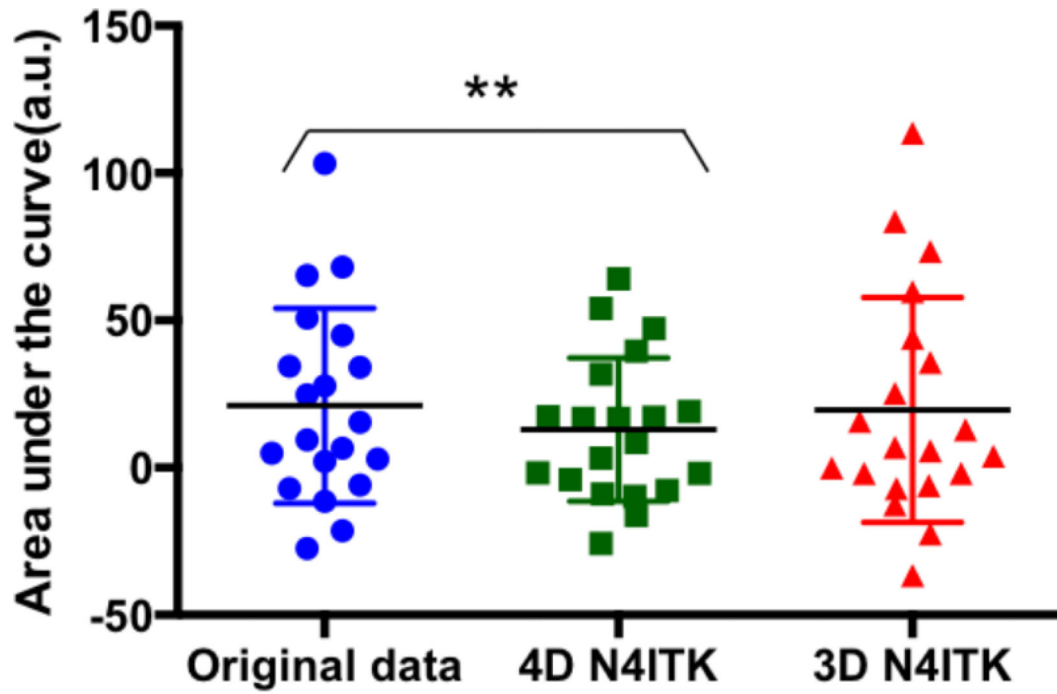 Area under the curve(a.u.)
150
100
50
0
-50
**
Original data
4D N4ITK
3D N4ITK